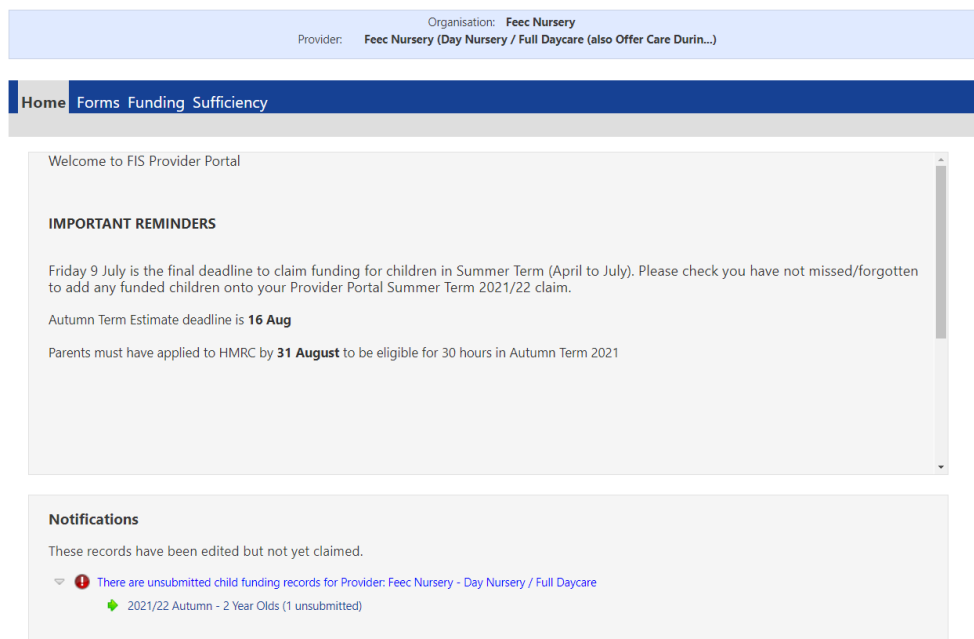 Organisation: Feec Nursery
Provider: Feec Nursery (Day Nursery / Full Daycare (also Offer Care Durin...)
Home Forms Funding Sufficiency
Welcome to FIS Provider Portal
IMPORTANT REMINDERS
Friday 9 July is the final deadline to claim funding for children in Summer Term (April to July). Please check you have not missed/forgotten
to add any funded children onto your Provider Portal Summer Term 2021/22 claim.
Autumn Term Estimate deadline is 16 Aug
Parents must have applied to HMRC by 31 August to be eligible for 30 hours in Autumn Term 2021
Notifications
These records have been edited but not yet claimed.
There are unsubmitted child funding records for Provider: Feec Nursery - Day Nursery / Full Daycare
2021/22 Autumn - 2 Year Olds (1 unsubmitted)